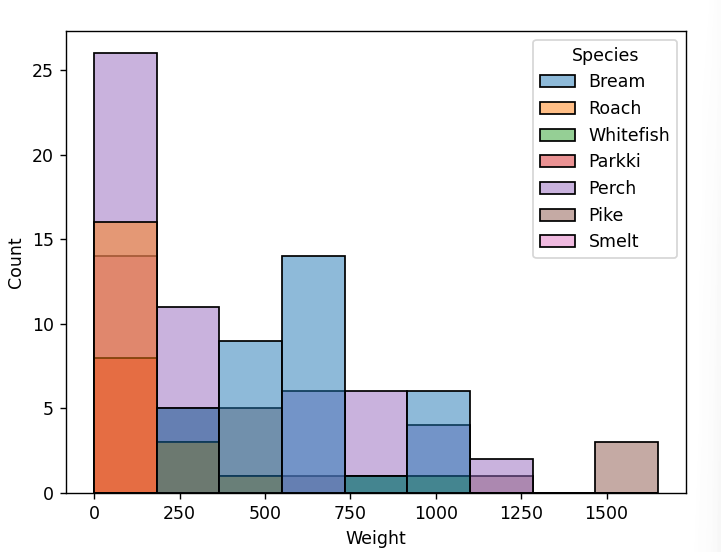 Species
Bream
Roach
Whitefish
Parkki
Perch
Pike
Smelt
25
20
15
10
5
0
Count
0 250 500 750 1000 1250 1500
Weight